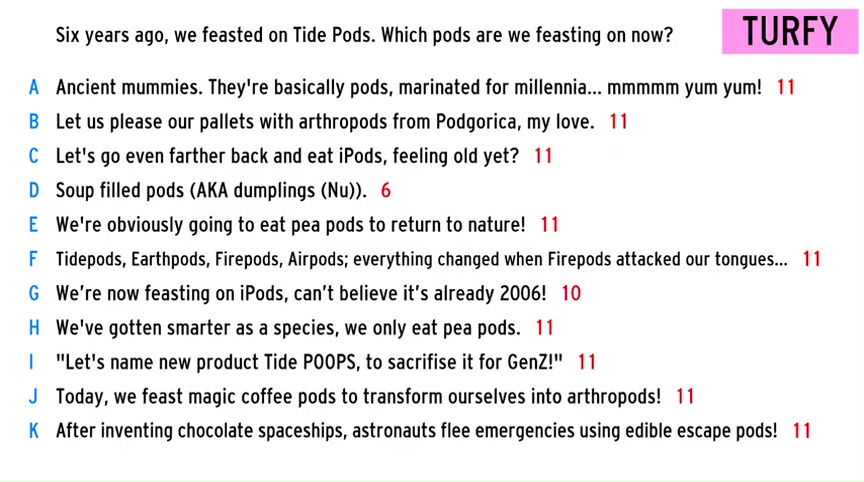 Six years ago, we feasted on Tide Pods. Which pods are we feasting on now?
TURFY
A Ancient mummies. They're basically pods, marinated for millennia... mmmmm yum yum! 11
B Let us please our pallets with arthropods from Podgorica, my love. 11
C Let's go even farther back and eat iPods, feeling old yet? 11
D Soup filled pods (AKA dumplings (Nu)). 6
E We're obviously going to eat pea pods to return to nature! 11
F Tidepods, Earthpods, Firepods, Airpods; everything changed when Firepods attacked our tongues... 11
G We're now feasting on iPods, can't believe it's already 2006! 10
H We've gotten smarter as a species, we only eat pea pods. 11
I "Let's name new product Tide POOPS, to sacrifise it for GenZ!" 11
J Today, we feast magic coffee pods to transform ourselves into arthropods! 11
K After inventing chocolate spaceships, astronauts flee emergencies using edible escape pods! 11